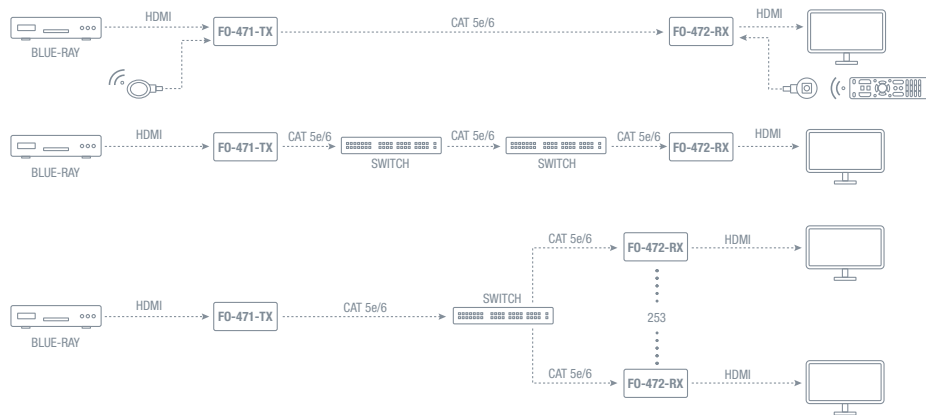 HDMI
CAT 5e/6
HDMI
FO-471-TX
FO-472-RX
BLUE-RAY
HDMI
CAT 5e/6
CAT 5e/6
CAT 5e/6
HDMI
FO-471-TX
FO-472-RX
BLUE-RAY
SWITCH
SWITCH
CAT 5e/6
FO-472-RX
HDMI
HDMI
FO-471-TX
CAT 5e/6
SWITCH
253
BLUE-RAY
CAT 5e/6
FO-472-RX
HDMI